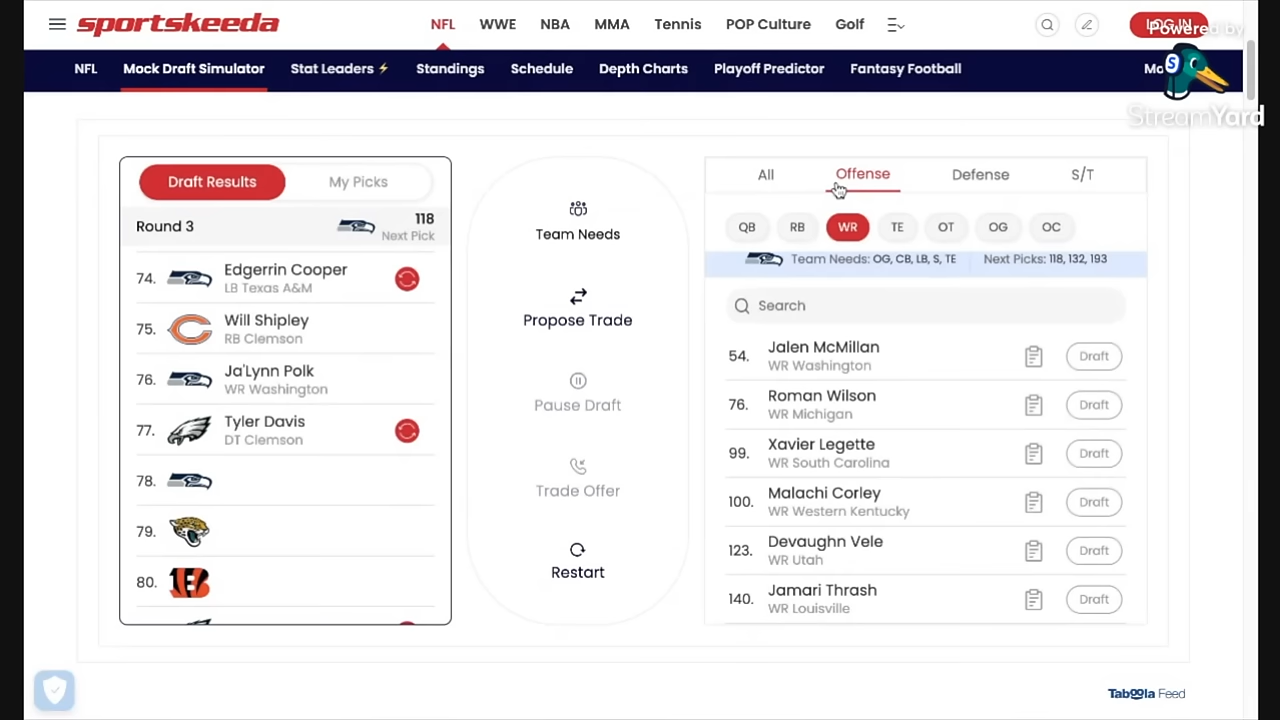 sportskeeda
NFL WWE NBA MMA Tennis POP Culture Golf
LOG IN
Powered by
NFL Mock Draft Simulator Stat Leaders Standings Schedule Depth Charts Playoff Predictor Fantasy Football Mo
S
StreamYard
Draft Results My Picks
Round 3 118
Next Pick
74. Edgerrin Cooper
LB Texas A&M
75. Will Shipley
RB Clemson
76. Ja'Lynn Polk
WR Washington
77. Tyler Davis
DT Clemson
78.
79.
80.
Team Needs
Propose Trade
Pause Draft
Trade Offer
Restart
All Offense Defense S/T
QB RB WR TE OT OG OC
Team Needs: OG, CB, LB, S, TE Next Picks: 118, 132, 193
Search
54. Jalen McMillan Draft
WR Washington
76. Roman Wilson Draft
WR Michigan
99. Xavier Legette Draft
WR South Carolina
100. Malachi Corley Draft
WR Western Kentucky
123. Devaughn Vele Draft
WR Utah
140. Jamari Thrash Draft
WR Louisville
Taboola Feed